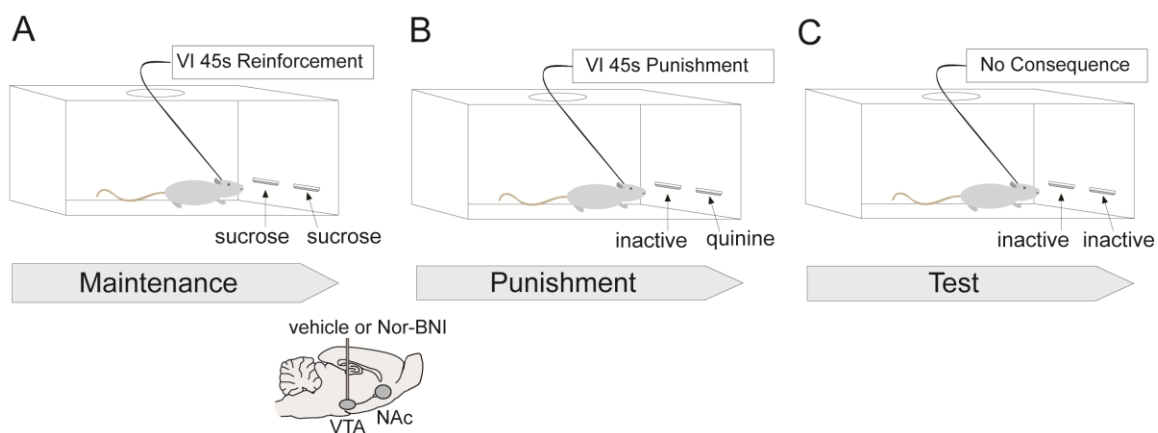 A
VI 45s Reinforcement
sucrose sucrose
Maintenance
vehicle or Nor-BNI
VTA
NAc
B
VI 45s Punishment
inactive quinine
Punishment
C
No Consequence
inactive inactive
Test